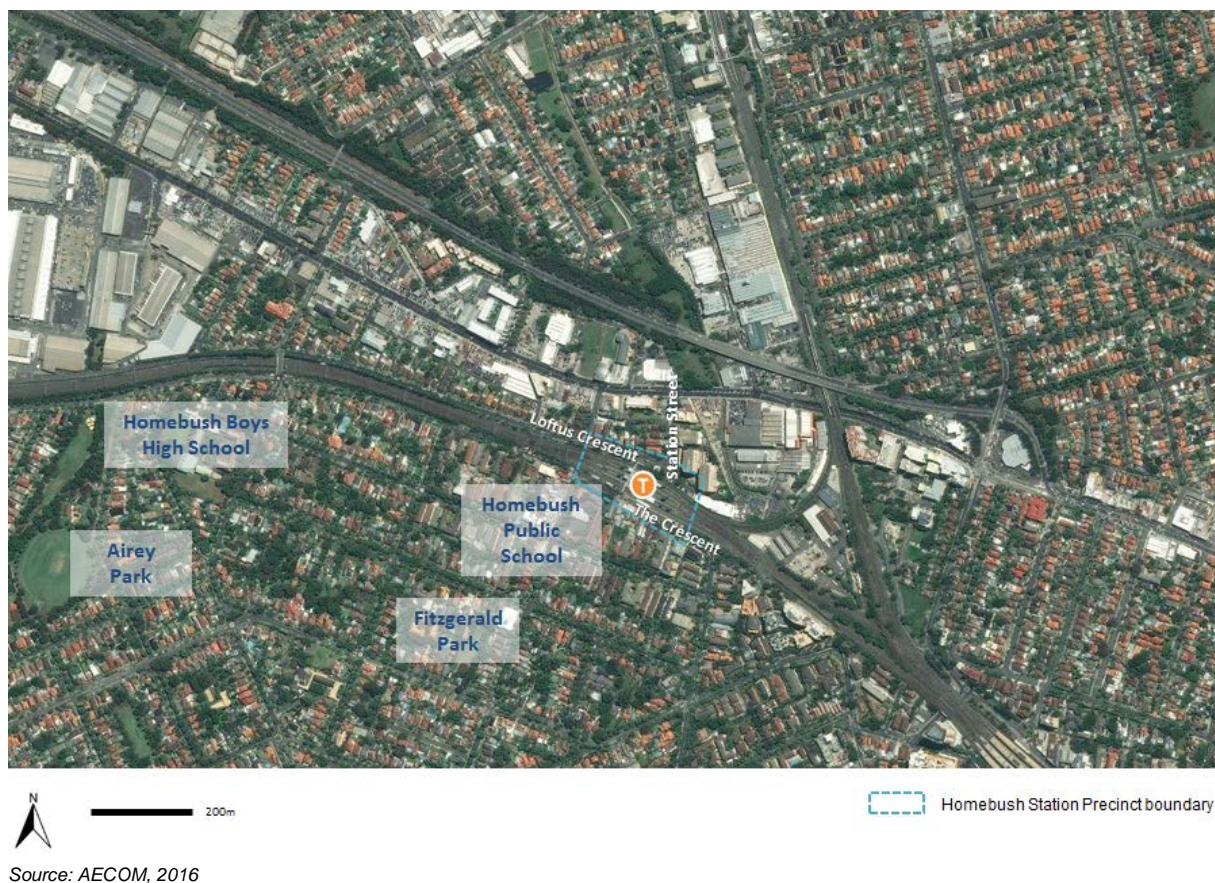 Homebush Boys
High School
Airey
Park
Loftus Crescent
Station Street
T
Homebush
Public
School
The Crescent
Fitzgerald
Park
N
200m
Homebush Station Precinct boundary
Source: AECOM, 2016